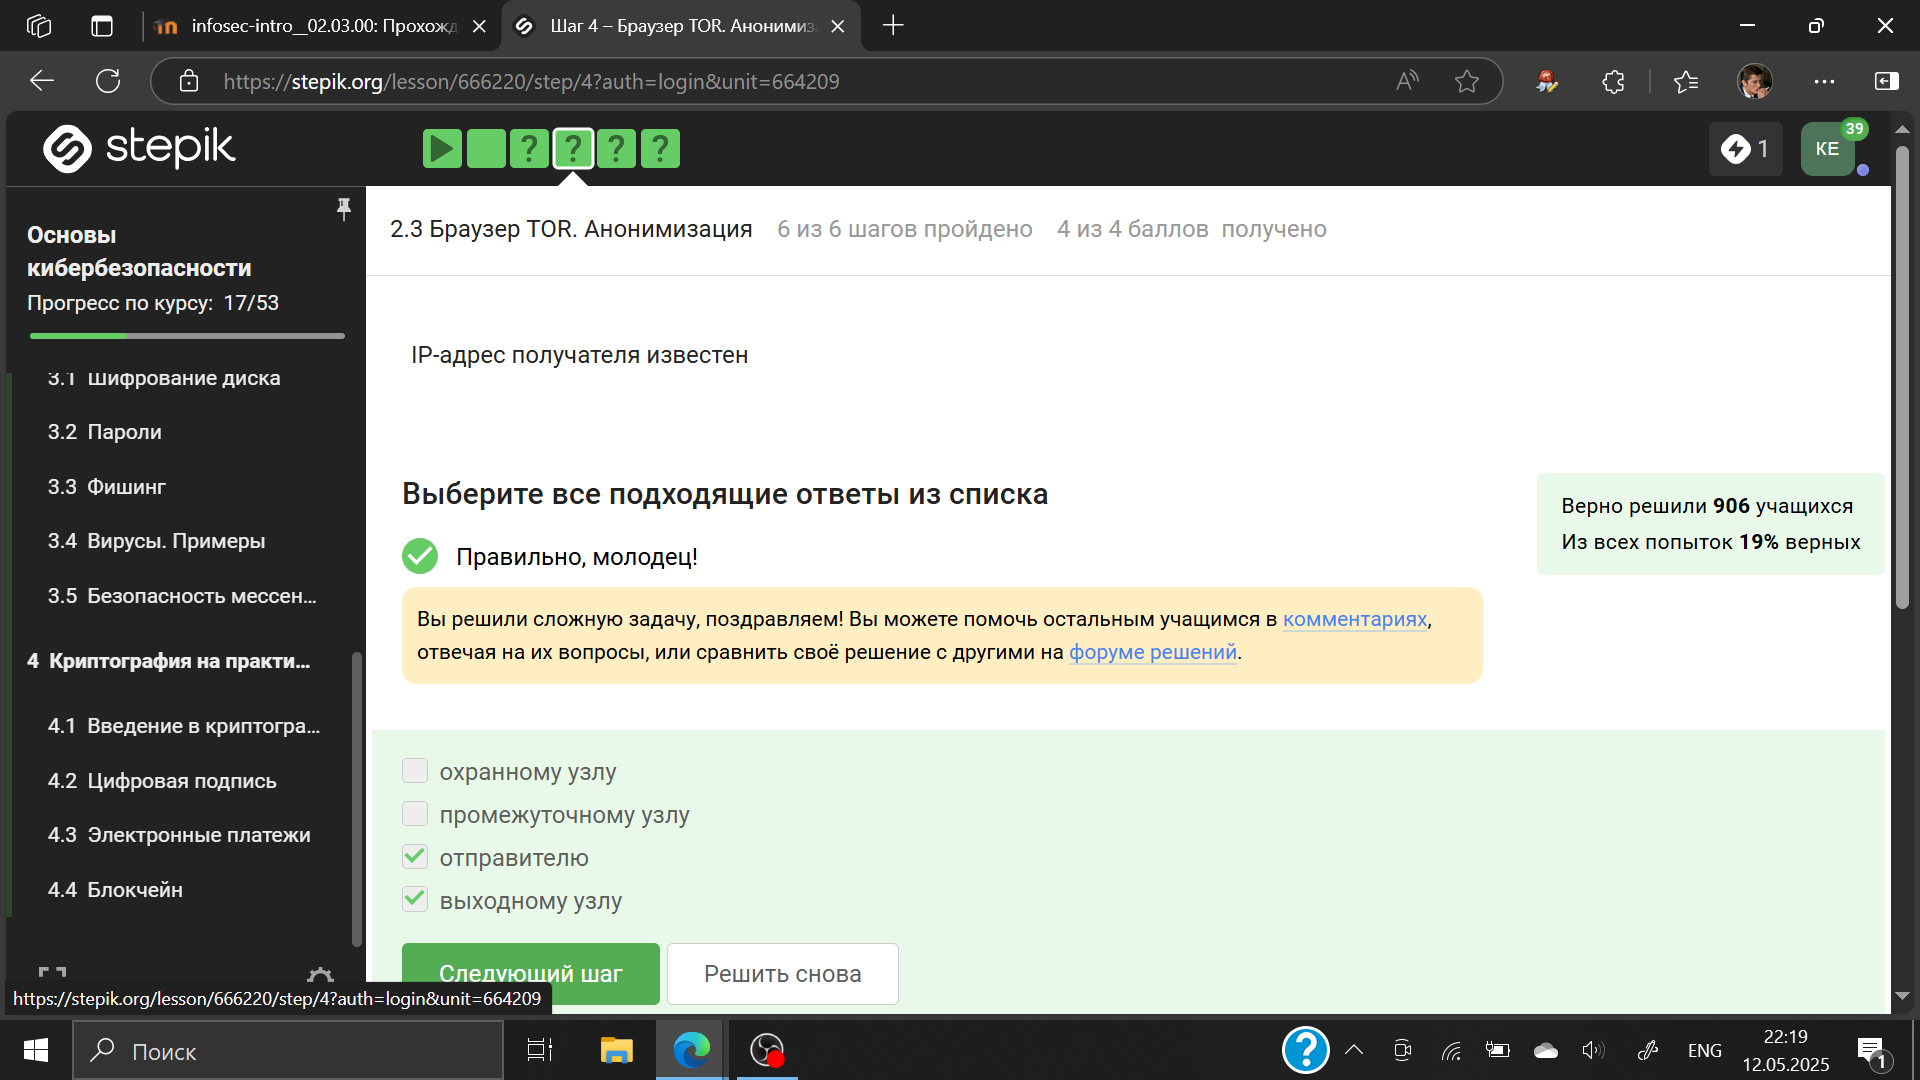 infosec-intro__02.03.00: Прохожд
Шаг 4 – Браузер TOR. Анонимиз
https://stepik.org/lesson/666220/step/4?auth=login&unit=664209
stepik
? ? ? ?
1
KE
39
Основы
кибербезопасности
Прогресс по курсу: 17/53
3.1 Шифрование диска
3.2 Пароли
3.3 Фишинг
3.4 Вирусы. Примеры
3.5 Безопасность мессен...
4 Криптография на практи...
4.1 Введение в криптогра...
4.2 Цифровая подпись
4.3 Электронные платежи
4.4 Блокчейн
2.3 Браузер TOR. Анонимизация 6 из 6 шагов пройдено 4 из 4 баллов получено
IP-адрес получателя известен
Выберите все подходящие ответы из списка
Правильно, молодец!
Верно решили 906 учащихся
Из всех попыток 19% верных
Вы решили сложную задачу, поздравляем! Вы можете помочь остальным учащимся в комментариях,
отвечая на их вопросы, или сравнить своё решение с другими на форуме решений.
охранному узлу
промежуточному узлу
отправителю
выходному узлу
Следующий шаг
Решить снова
https://stepik.org/lesson/666220/step/4?auth=login&unit=664209
Поиск
?
ENG
22:19
12.05.2025
1